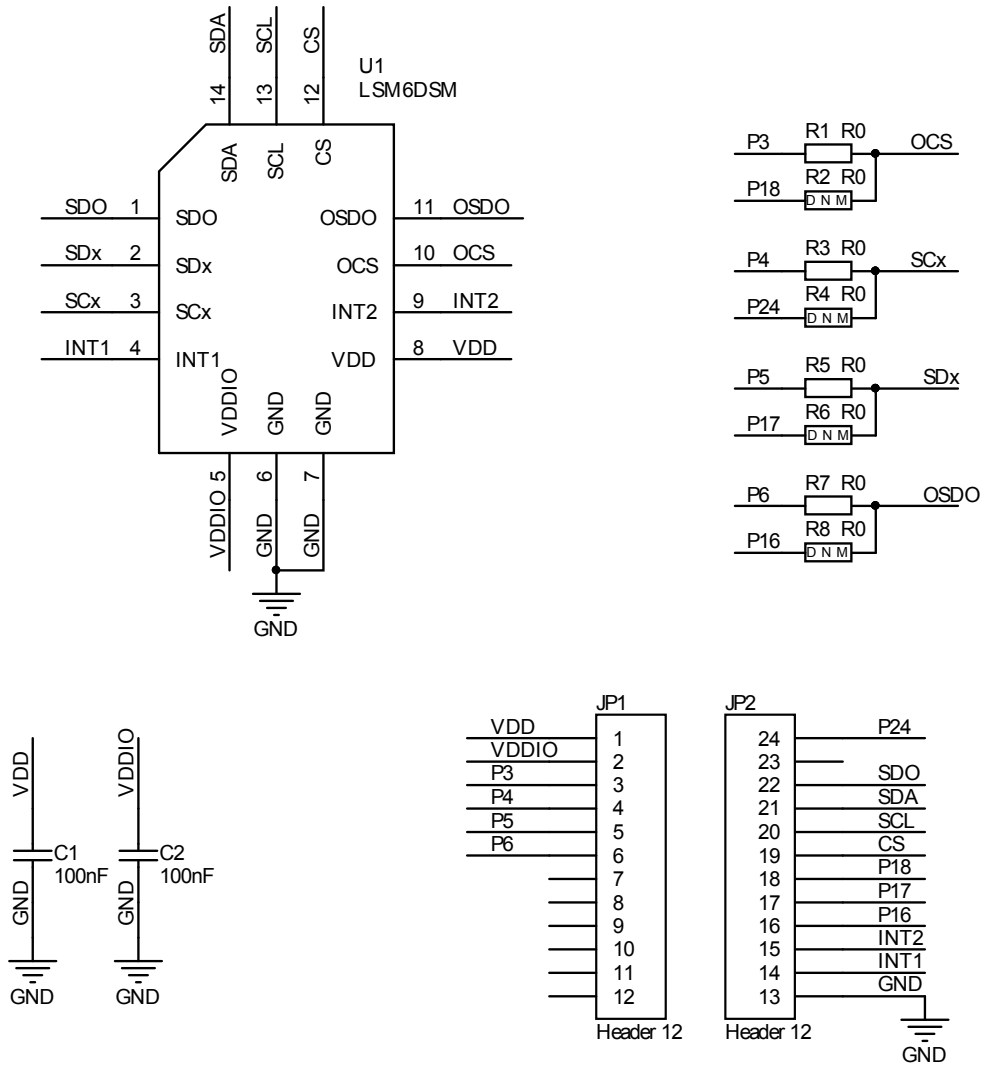 SDA
SCL
CS
14
13
12
U1
LSM6DSM
SDA
SCL
CS
SDO 1 SDO
SDx 2 SDx
SCx 3 SCx
INT1 4 INT1
OSDO 11 OSDO
OCS 10 OCS
INT2 9 INT2
VDD 8 VDD
VDDIO
GND
GND
5
6
7
VDDIO
GND
GND
GND
P3 R1 R0 OCS
P18 R2 R0
DNM
P4 R3 R0 SCx
P24 R4 R0
DNM
P5 R5 R0 SDx
P17 R6 R0
DNM
P6 R7 R0 OSDO
P16 R8 R0
DNM
VDD
C1
100nF
GND
GND
VDDIO
C2
100nF
GND
GND
JP1
VDD 1
VDDIO 2
P3 3
P4 4
P5 5
P6 6
7
8
9
10
11
12
Header 12
JP2
24 P24
23
22 SDO
21 SDA
20 SCL
19 CS
18 P18
17 P17
16 P16
15 INT2
14 INT1
13 GND
Header 12
GND